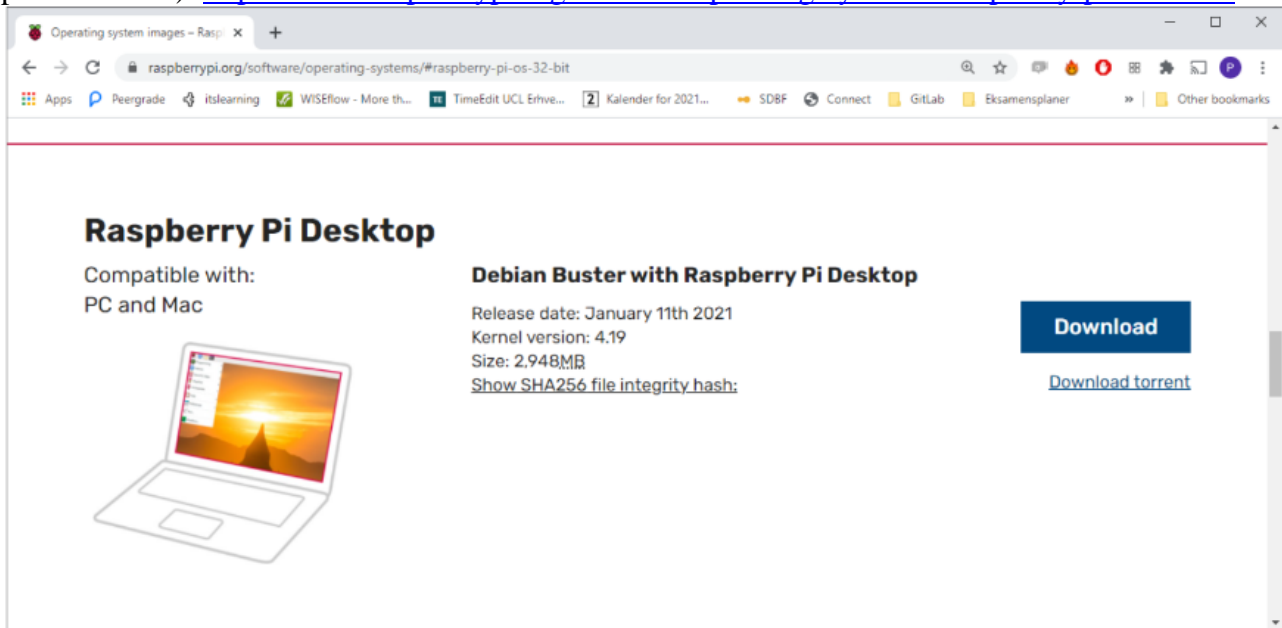 Operating system images – Rasp
raspberrypi.org/software/operating-systems/#raspberry-pi-os-32-bit
P
Apps Peergrade itslearning WISEflow - More th... TimeEdit UCL Erhve... 2 Kalender for 2021... SDBF Connect GitLab Eksamensplaner » Other bookmarks
Raspberry Pi Desktop
Compatible with:
PC and Mac
Debian Buster with Raspberry Pi Desktop
Release date: January 11th 2021
Kernel version: 4.19
Size: 2,948MB
Show SHA256 file integrity hash:
Download
Download torrent